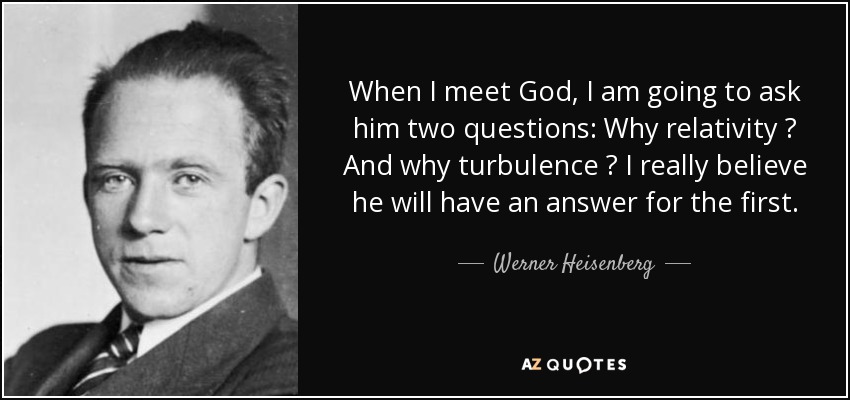 When I meet God, I am going to ask
him two questions: Why relativity ?
And why turbulence ? I really believe
he will have an answer for the first.
Werner Heisenberg
AZ QUOTES